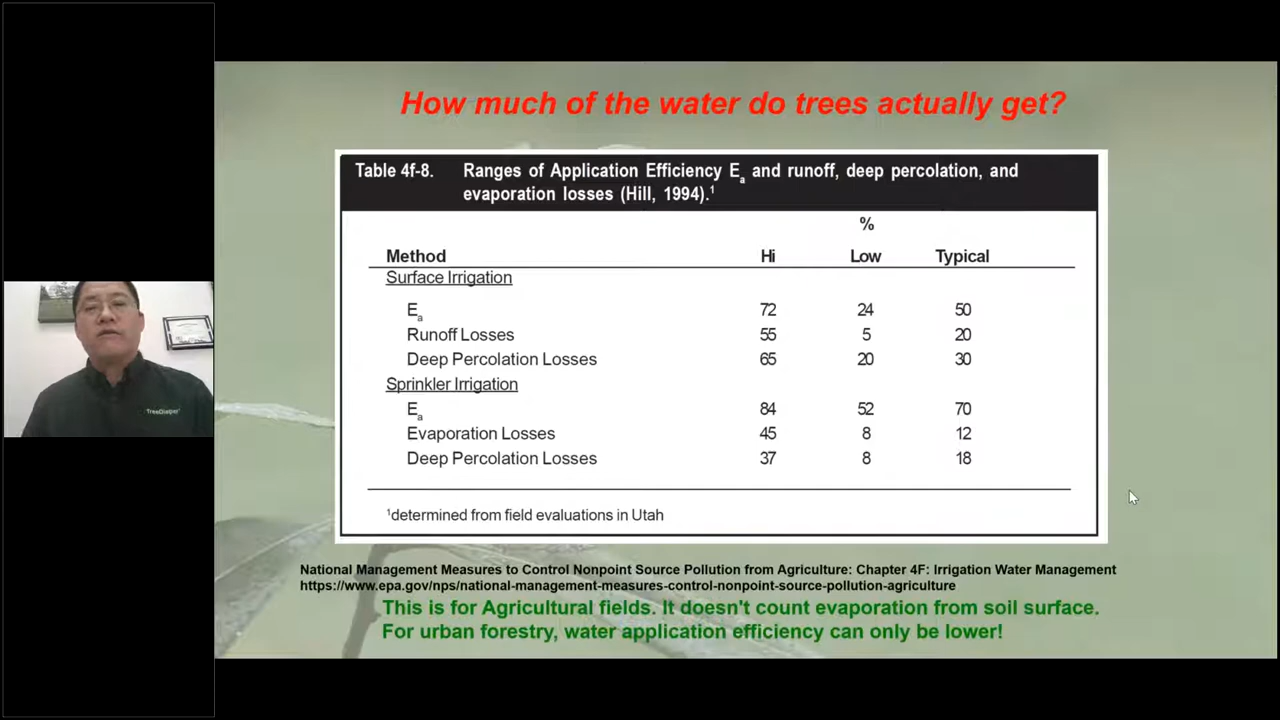 How much of the water do trees actually get?
Table 4f-8. Ranges of Application Efficiency Ea and runoff, deep percolation, and
evaporation losses (Hill, 1994).1
%
Method Hi Low Typical
Surface Irrigation
Ea 72 24 50
Runoff Losses 55 5 20
Deep Percolation Losses 65 20 30
Sprinkler Irrigation
Ea 84 52 70
Evaporation Losses 45 8 12
Deep Percolation Losses 37 8 18
1determined from field evaluations in Utah
National Management Measures to Control Nonpoint Source Pollution from Agriculture: Chapter 4F: Irrigation Water Management
https://www.epa.gov/nps/national-management-measures-control-nonpoint-source-pollution-agriculture
This is for Agricultural fields. It doesn't count evaporation from soil surface.
For urban forestry, water application efficiency can only be lower!